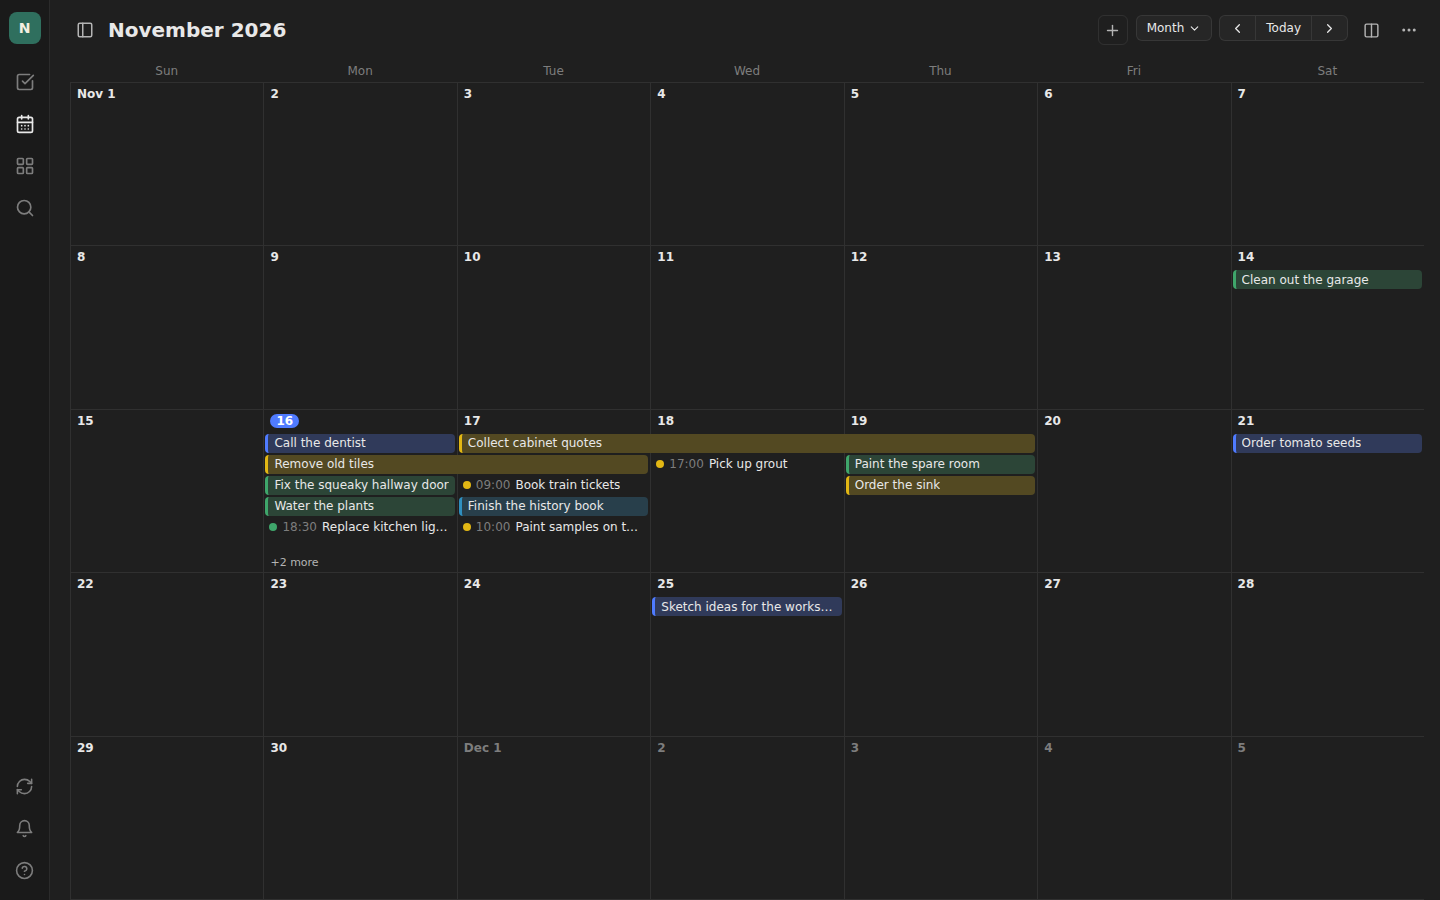 N
November 2026
Month
Today
Sun Mon Tue Wed Thu Fri Sat
Nov 1 2 3 4 5 6 7
8 9 10 11 12 13 14
Clean out the garage
15 16 17 18 19 20 21
Call the dentist Collect cabinet quotes Order tomato seeds
Remove old tiles 17:00 Pick up grout Paint the spare room
Fix the squeaky hallway door 09:00 Book train tickets Order the sink
Water the plants Finish the history book
18:30 Replace kitchen lig... 10:00 Paint samples on t...
+2 more
22 23 24 25 26 27 28
Sketch ideas for the works...
29 30 Dec 1 2 3 4 5